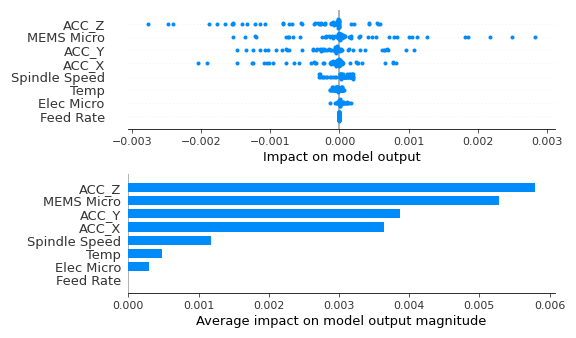 ACC_Z
MEMS Micro
ACC_Y
ACC_X
Spindle Speed
Temp
Elec Micro
Feed Rate
−0.003 −0.002 −0.001 0.000 0.001 0.002 0.003
Impact on model output
ACC_Z
MEMS Micro
ACC_Y
ACC_X
Spindle Speed
Temp
Elec Micro
Feed Rate
0.000 0.001 0.002 0.003 0.004 0.005 0.006
Average impact on model output magnitude